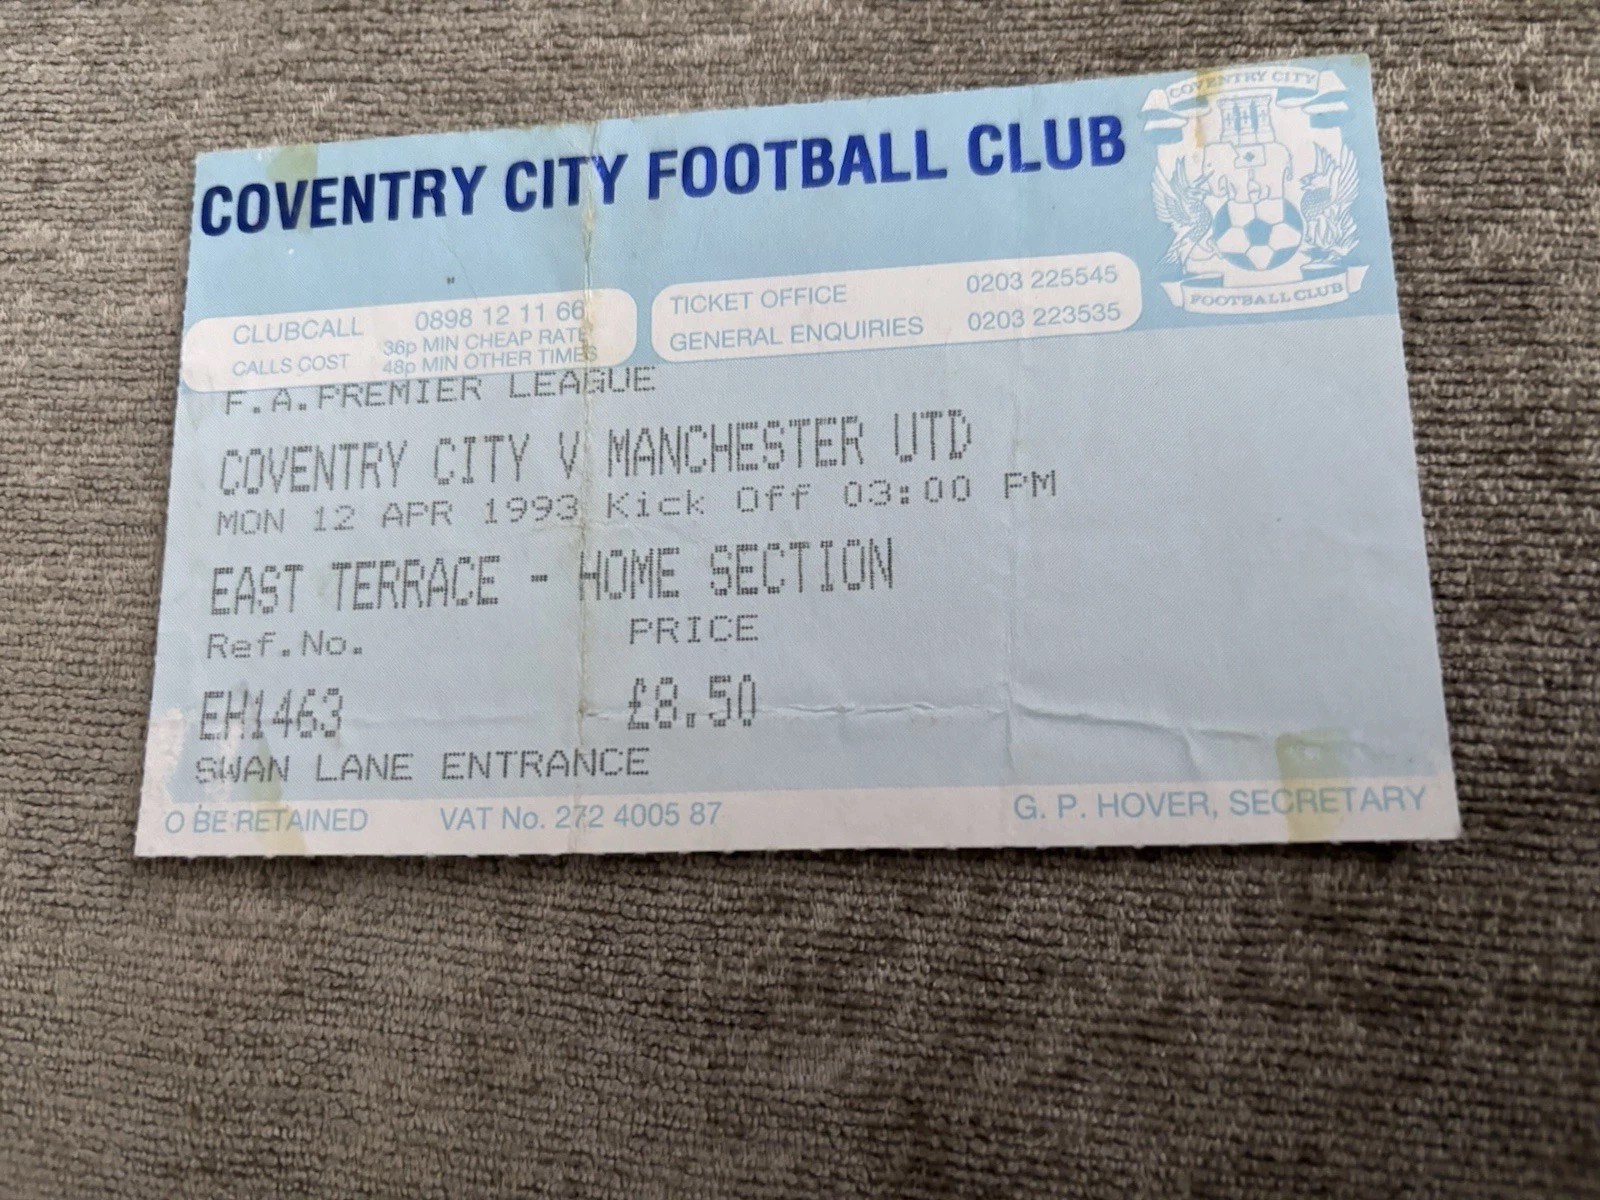 COVENTRY CITY FOOTBALL CLUB
COVENTRY CITY
FOOTBALL CLUB
CLUBCALL 0898 12 11 66
CALLS COST 36p MIN CHEAP RATE
48p MIN OTHER TIMES
TICKET OFFICE 0203 225545
GENERAL ENQUIRIES 0203 223535
F.A.PREMIER LEAGUE
COVENTRY CITY V MANCHESTER UTD
MON 12 APR 1993 Kick Off 03:00 PM
EAST TERRACE - HOME SECTION
Ref.No. PRICE
EH1463 £8.50
SWAN LANE ENTRANCE
O BE RETAINED VAT No. 272 4005 87 G. P. HOVER, SECRETARY